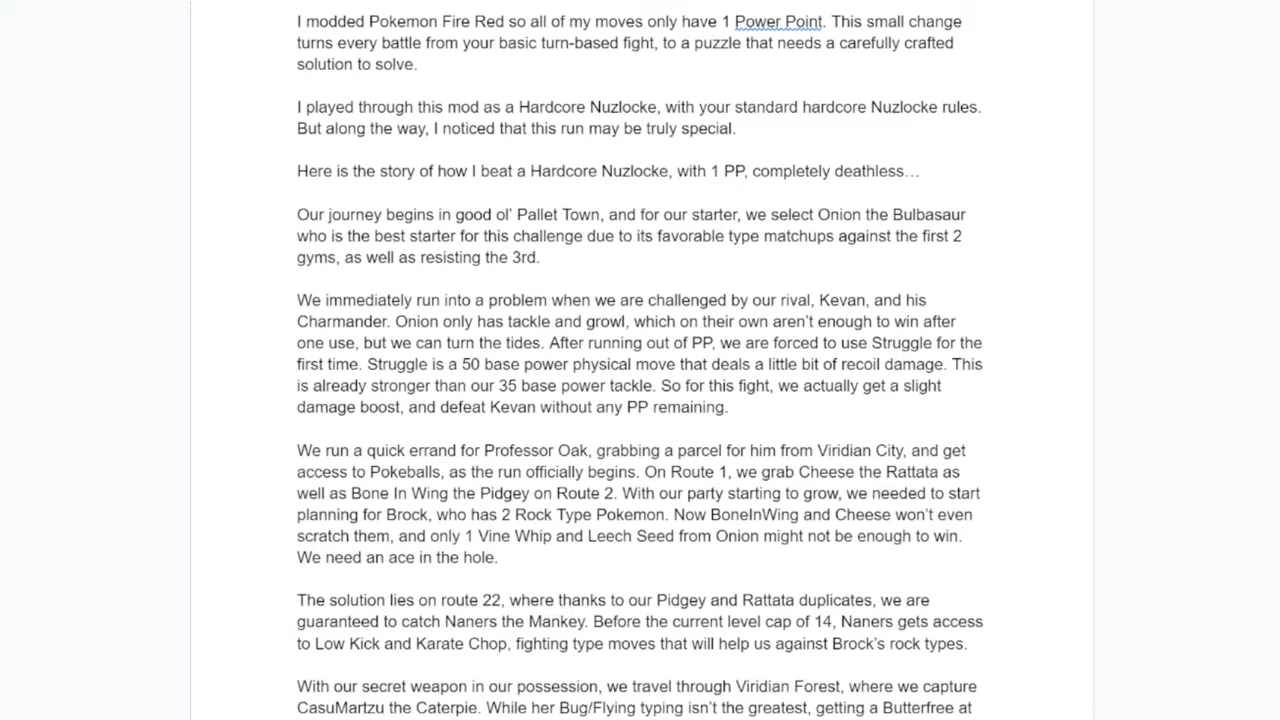 I modded Pokemon Fire Red so all of my moves only have 1 Power Point. This small change
turns every battle from your basic turn-based fight, to a puzzle that needs a carefully crafted
solution to solve.
I played through this mod as a Hardcore Nuzlocke, with your standard hardcore Nuzlocke rules.
But along the way, I noticed that this run may be truly special.
Here is the story of how I beat a Hardcore Nuzlocke, with 1 PP, completely deathless…
Our journey begins in good ol’ Pallet Town, and for our starter, we select Onion the Bulbasaur
who is the best starter for this challenge due to its favorable type matchups against the first 2
gyms, as well as resisting the 3rd.
We immediately run into a problem when we are challenged by our rival, Kevan, and his
Charmander. Onion only has tackle and growl, which on their own aren’t enough to win after
one use, but we can turn the tides. After running out of PP, we are forced to use Struggle for the
first time. Struggle is a 50 base power physical move that deals a little bit of recoil damage. This
is already stronger than our 35 base power tackle. So for this fight, we actually get a slight
damage boost, and defeat Kevan without any PP remaining.
We run a quick errand for Professor Oak, grabbing a parcel for him from Viridian City, and get
access to Pokeballs, as the run officially begins. On Route 1, we grab Cheese the Rattata as
well as Bone In Wing the Pidgey on Route 2. With our party starting to grow, we needed to start
planning for Brock, who has 2 Rock Type Pokemon. Now BoneInWing and Cheese won’t even
scratch them, and only 1 Vine Whip and Leech Seed from Onion might not be enough to win.
We need an ace in the hole.
The solution lies on route 22, where thanks to our Pidgey and Rattata duplicates, we are
guaranteed to catch Naners the Mankey. Before the current level cap of 14, Naners gets access
to Low Kick and Karate Chop, fighting type moves that will help us against Brock’s rock types.
With our secret weapon in our possession, we travel through Viridian Forest, where we capture
CasuMartzu the Caterpie. While her Bug/Flying typing isn’t the greatest, getting a Butterfree at